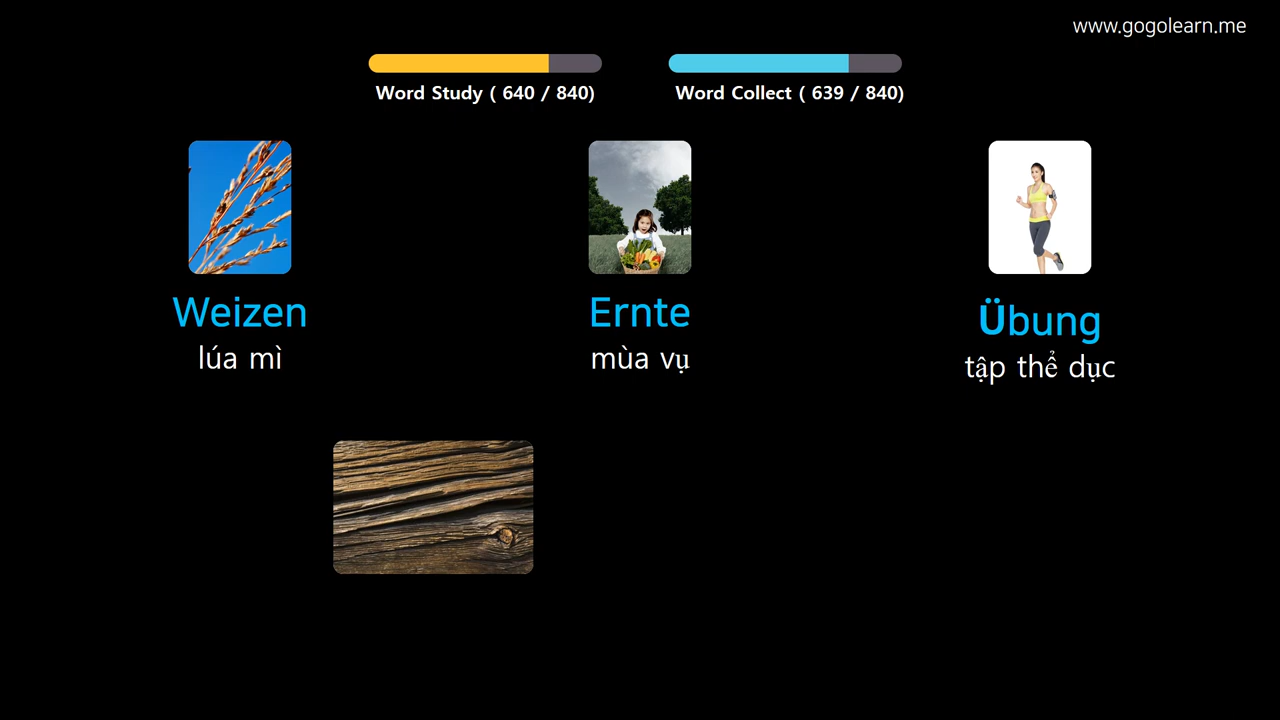 www.gogolearn.me
Word Study ( 640 / 840)
Word Collect ( 639 / 840)
Weizen
lúa mì
Ernte
mùa vụ
Übung
tập thể dục